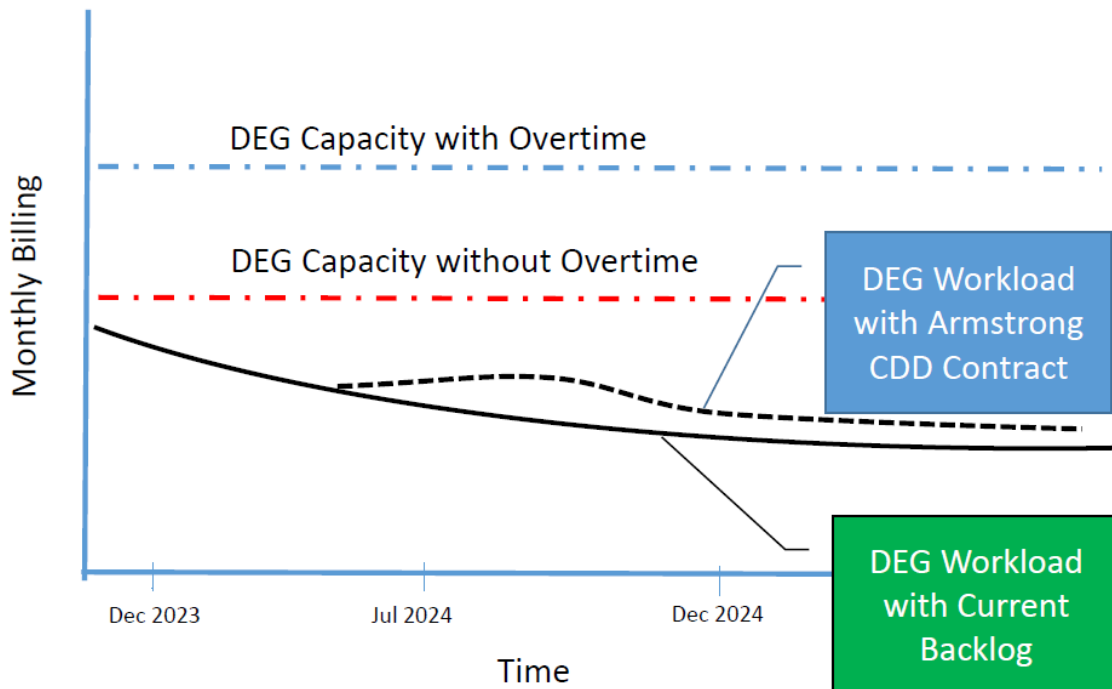 DEG Capacity with Overtime
Monthly Billing
DEG Capacity without Overtime
DEG Workload
with Armstrong
CDD Contract
DEG Workload
with Current
Backlog
Dec 2023
Jul 2024
Dec 2024
Time